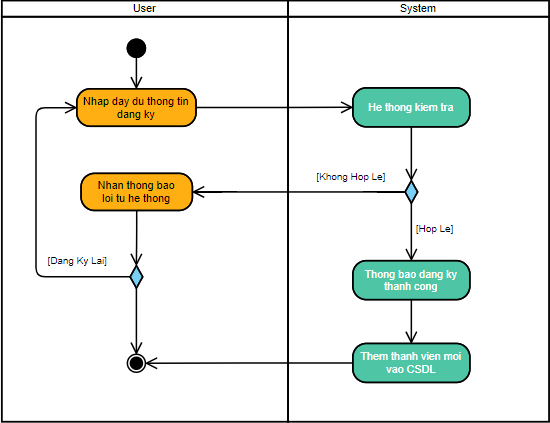 User
System
Nhap day du thong tin
dang ky
He thong kiem tra
[Khong Hop Le]
Nhan thong bao
loi tu he thong
[Hop Le]
[Dang Ky Lai]
Thong bao dang ky
thanh cong
Them thanh vien moi
vao CSDL